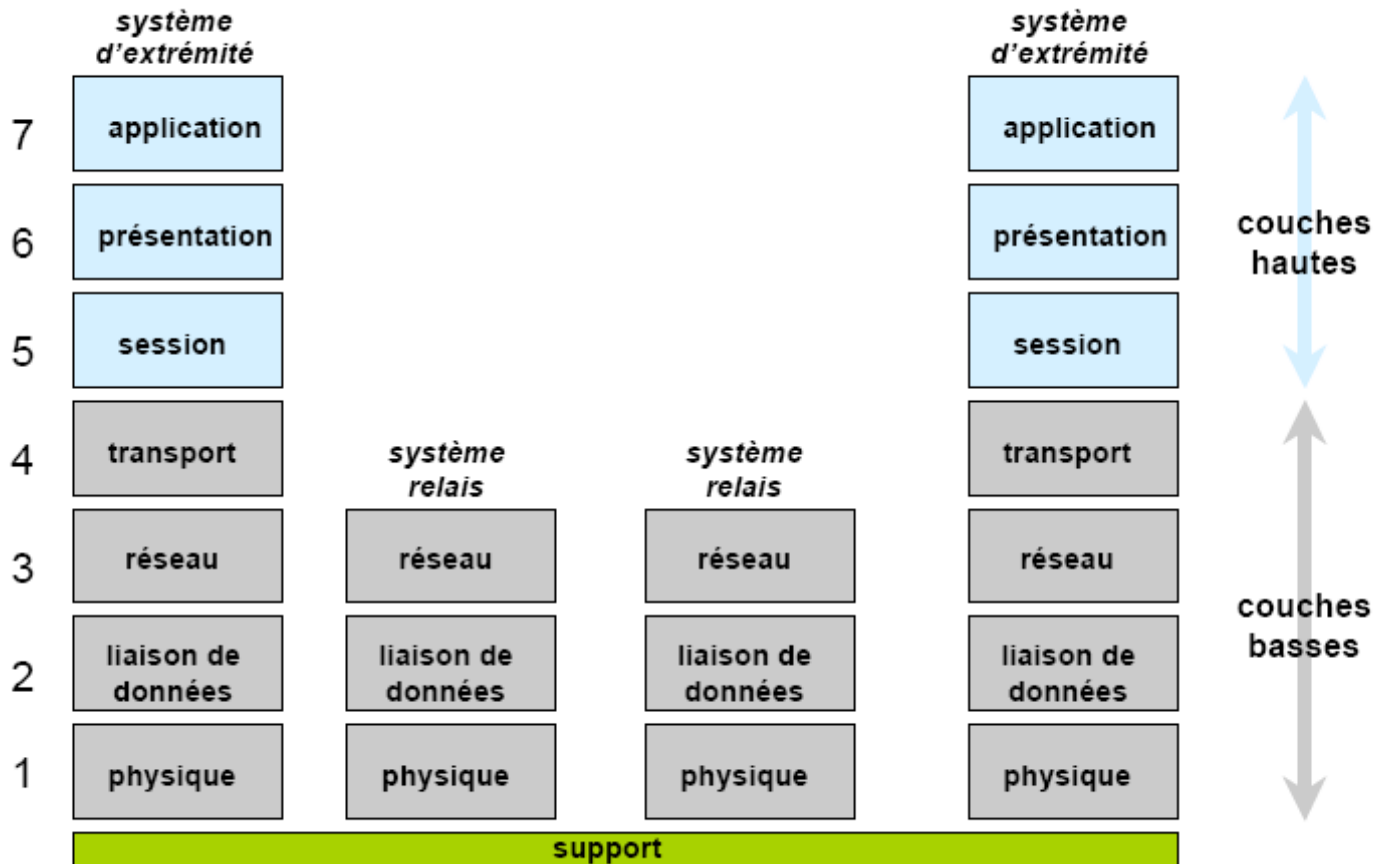 système
d'extrémité
système
d'extrémité
7
application
application
6
présentation
présentation
couches
hautes
5
session
session
4
transport
système
relais
système
relais
transport
3
réseau
réseau
réseau
réseau
couches
basses
2
liaison de
données
liaison de
données
liaison de
données
liaison de
données
1
physique
physique
physique
physique
support